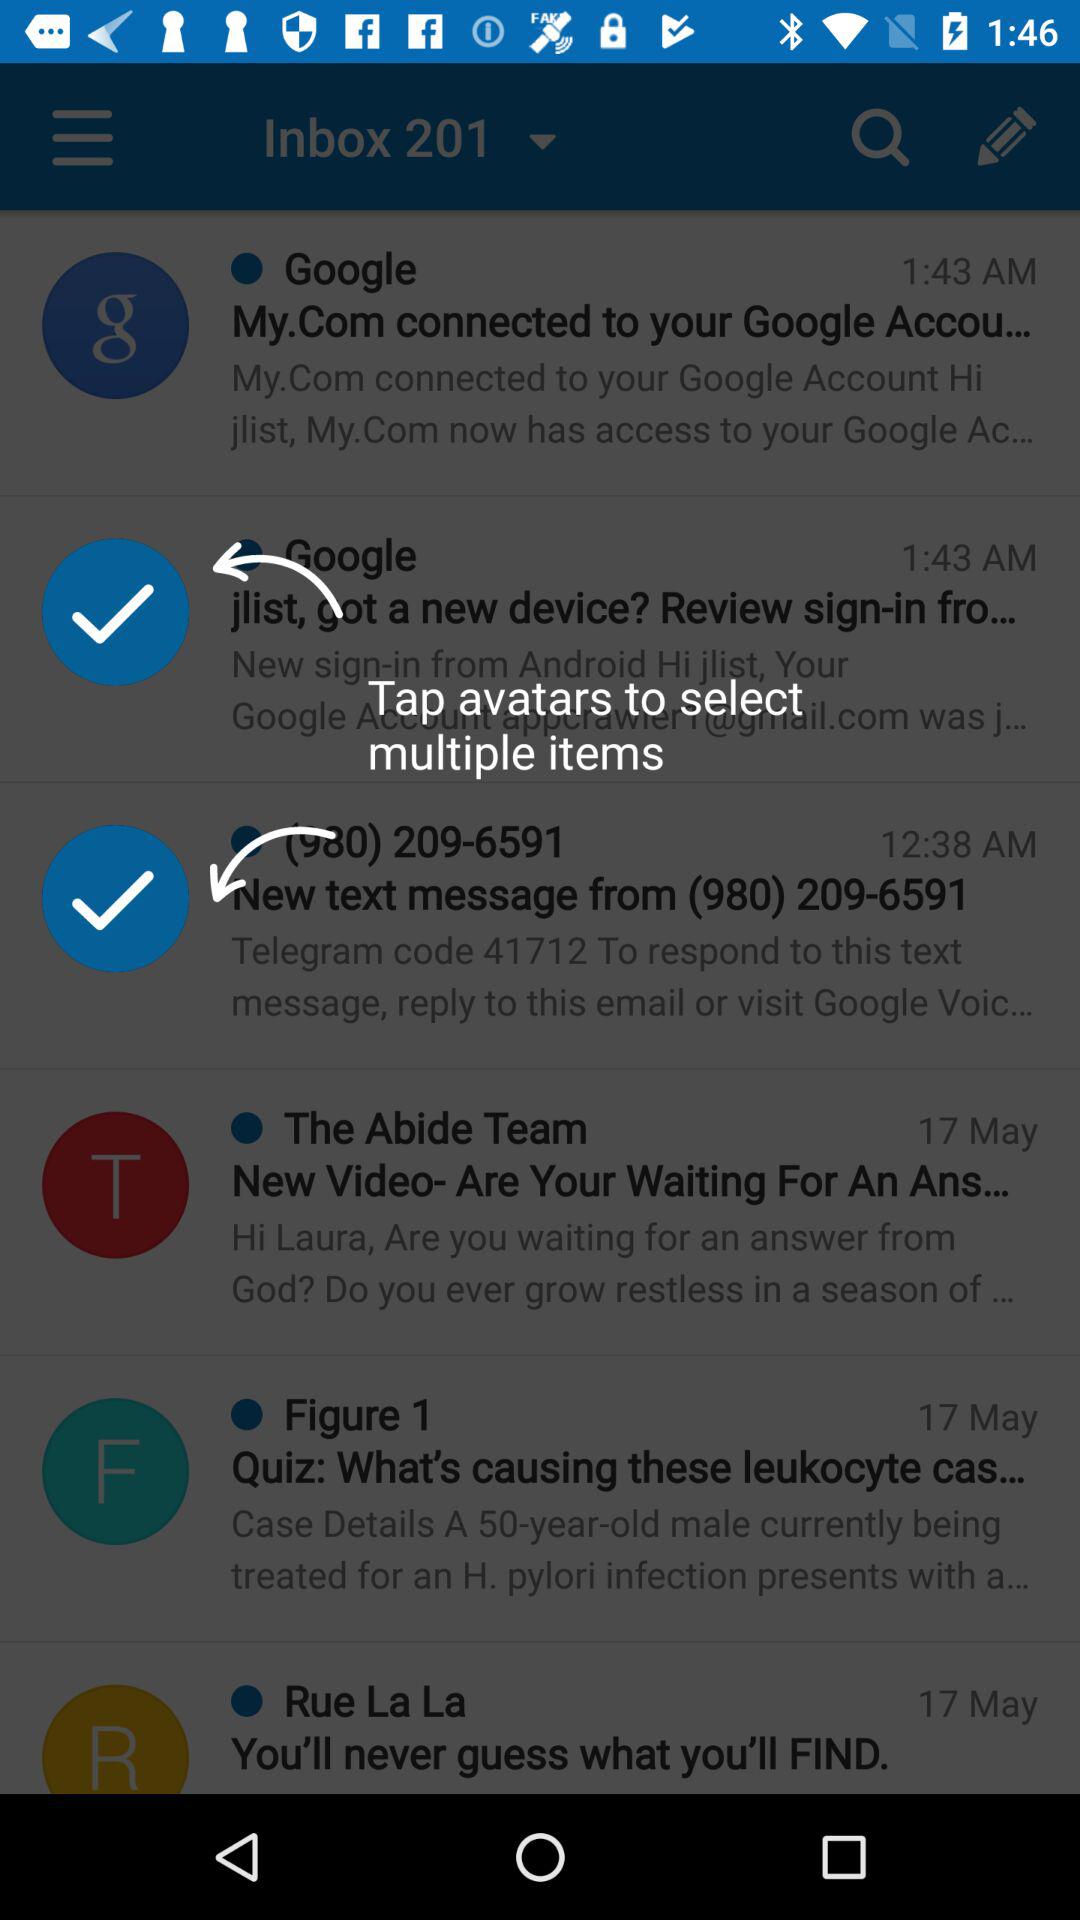 FAKE
1:46
Inbox 201
g
Google
1:43 AM
My.Com connected to your Google Accou...
My.Com connected to your Google Account Hi
jlist, My.Com now has access to your Google Ac...
Google
1:43 AM
jlist, got a new device? Review sign-in fro...
New sign-in from Android Hi jlist, Your
Google Account appcrawler1@gmail.com was j...
Tap avatars to select
multiple items
(980) 209-6591
12:38 AM
New text message from (980) 209-6591
Telegram code 41712 To respond to this text
message, reply to this email or visit Google Voic...
T
The Abide Team
17 May
New Video- Are Your Waiting For An Ans...
Hi Laura, Are you waiting for an answer from
God? Do you ever grow restless in a season of ...
F
Figure 1
17 May
Quiz: What’s causing these leukocyte cas...
Case Details A 50-year-old male currently being
treated for an H. pylori infection presents with a...
R
Rue La La
17 May
You’ll never guess what you’ll FIND.